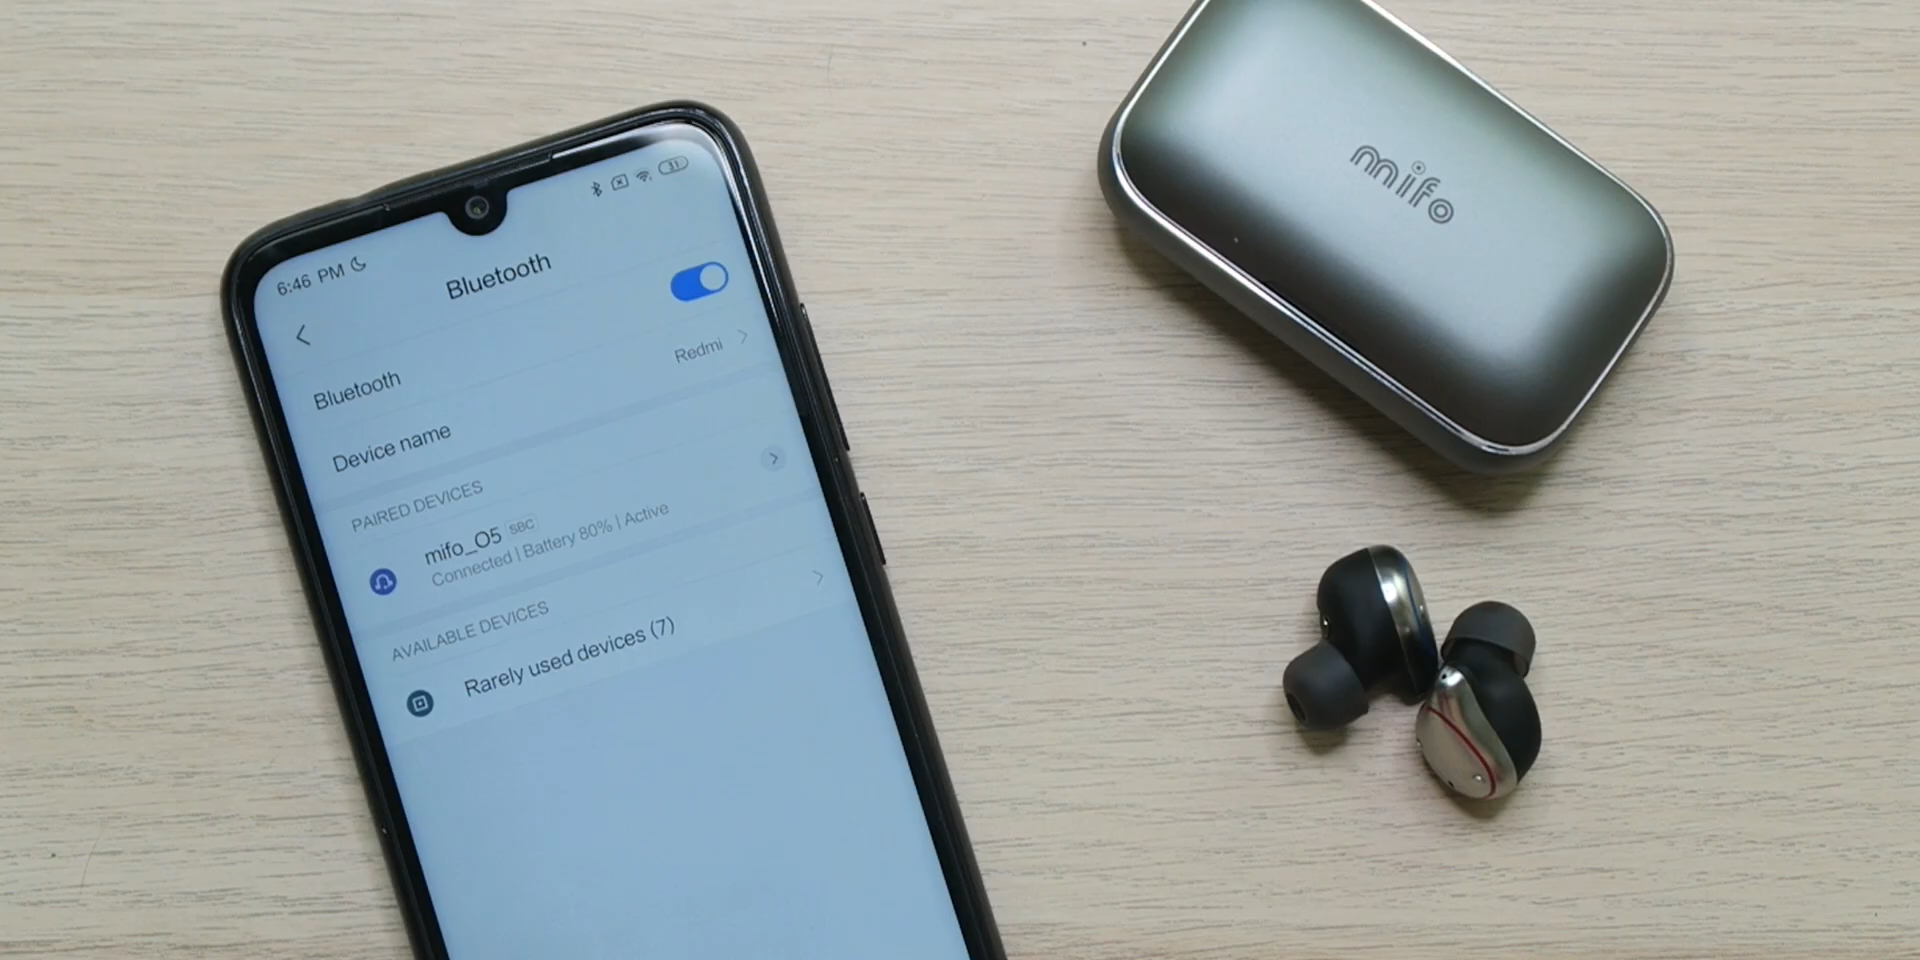 6:46 PM
31
Bluetooth
Bluetooth
Device name
Redmi
PAIRED DEVICES
mifo_O5 SBC
Connected | Battery 80% | Active
AVAILABLE DEVICES
Rarely used devices (7)
mifo